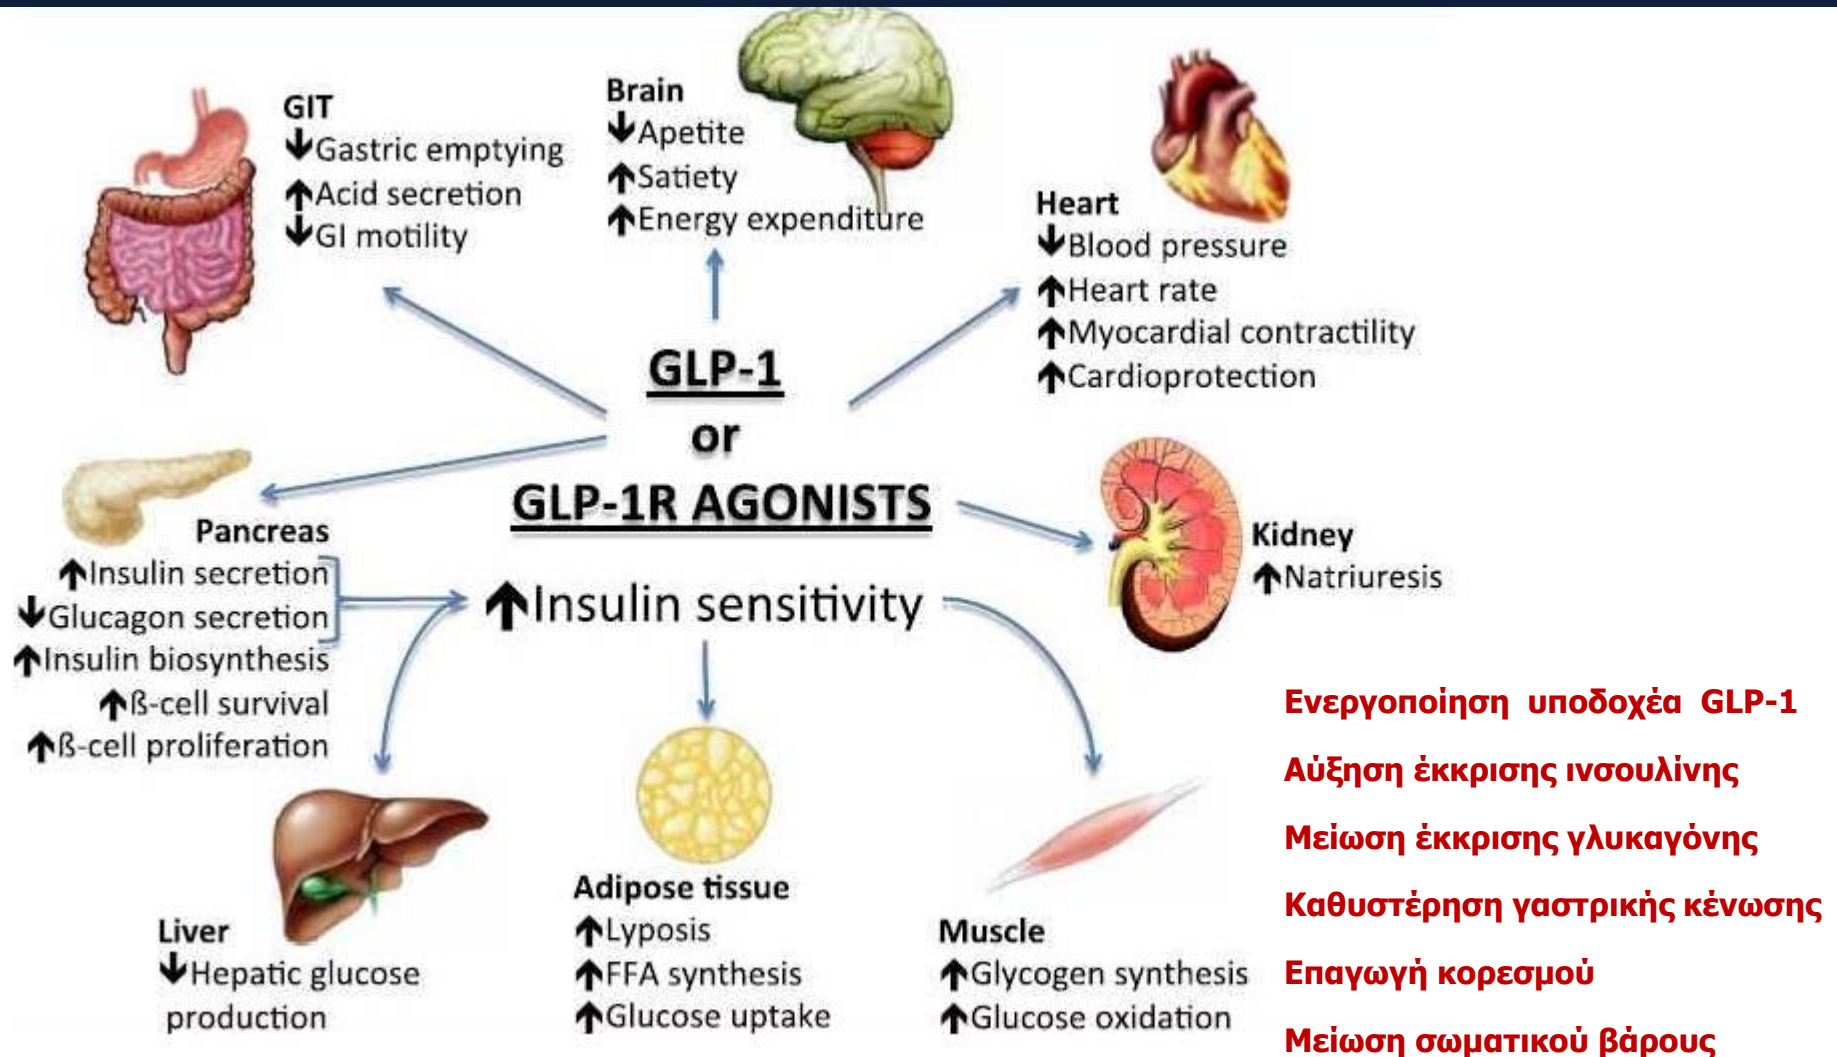 GIT
↓Gastric emptying
↑Acid secretion
↓GI motility
Brain
↓Apetite
↑Satiety
↑Energy expenditure
Heart
↓Blood pressure
↑Heart rate
↑Myocardial contractility
↑Cardioprotection
GLP-1
or
GLP-1R AGONISTS
Pancreas
↑Insulin secretion
↓Glucagon secretion
↑Insulin biosynthesis
↑ß-cell survival
↑ß-cell proliferation
↑Insulin sensitivity
Kidney
↑Natriuresis
Liver
↓Hepatic glucose
production
Adipose tissue
↑Lyposis
↑FFA synthesis
↑Glucose uptake
Muscle
↑Glycogen synthesis
↑Glucose oxidation
Ενεργοποίηση υποδοχέα GLP-1
Αύξηση έκκρισης ινσουλίνης
Μείωση έκκρισης γλυκαγόνης
Καθυστέρηση γαστρικής κένωσης
Επαγωγή κορεσμού
Μείωση σωματικού βάρους